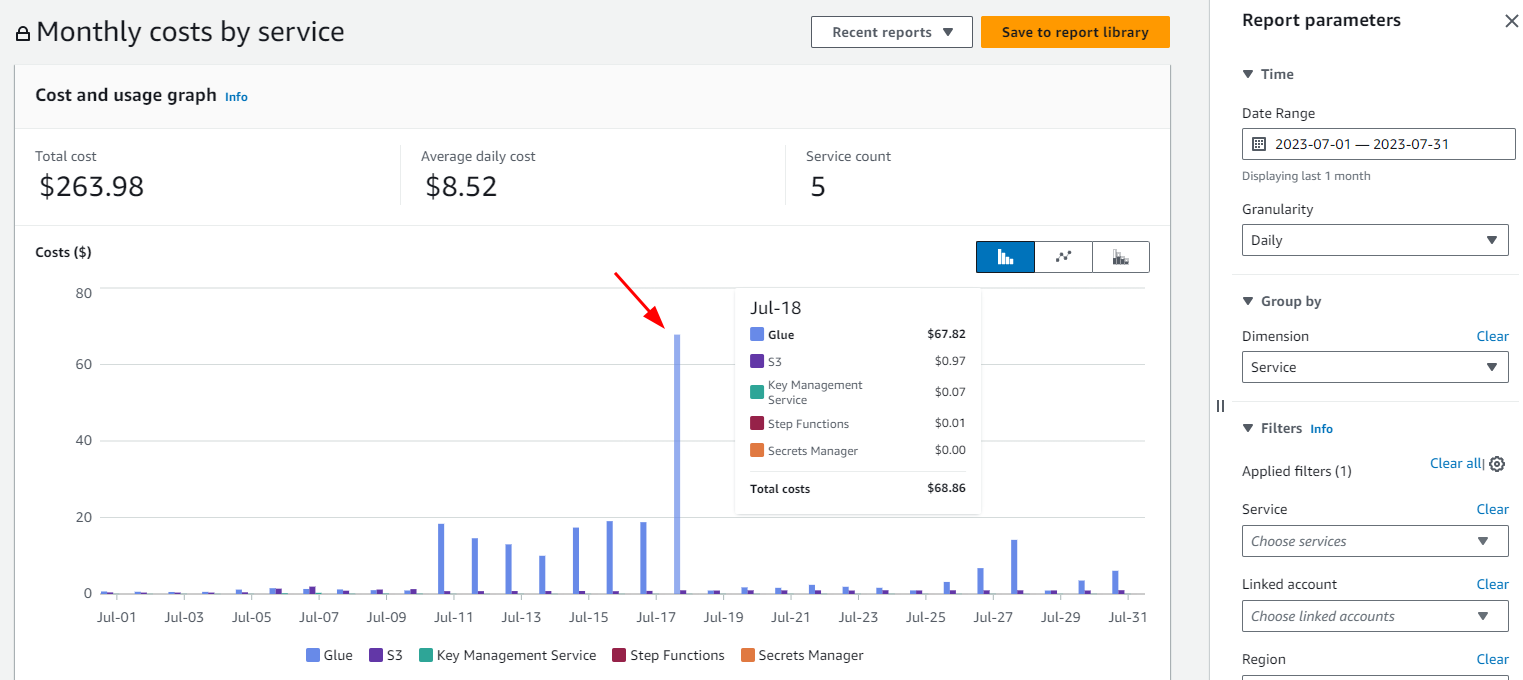 Monthly costs by service
Recent reports
Save to report library
Cost and usage graph Info
Total cost
$263.98
Average daily cost
$8.52
Service count
5
Costs ($)
80
60
40
20
0
Jul-01 Jul-03 Jul-05 Jul-07 Jul-09 Jul-11 Jul-13 Jul-15 Jul-17 Jul-19 Jul-21 Jul-23 Jul-25 Jul-27 Jul-29 Jul-31
Glue S3 Key Management Service Step Functions Secrets Manager
Jul-18
Glue $67.82
S3 $0.97
Key Management
Service $0.07
Step Functions $0.01
Secrets Manager $0.00
Total costs $68.86
Report parameters
Time
Date Range
2023-07-01 — 2023-07-31
Displaying last 1 month
Granularity
Daily
Group by
Dimension Clear
Service
Filters Info
Applied filters (1) Clear all|
Service Clear
Choose services
Linked account Clear
Choose linked accounts
Region Clear